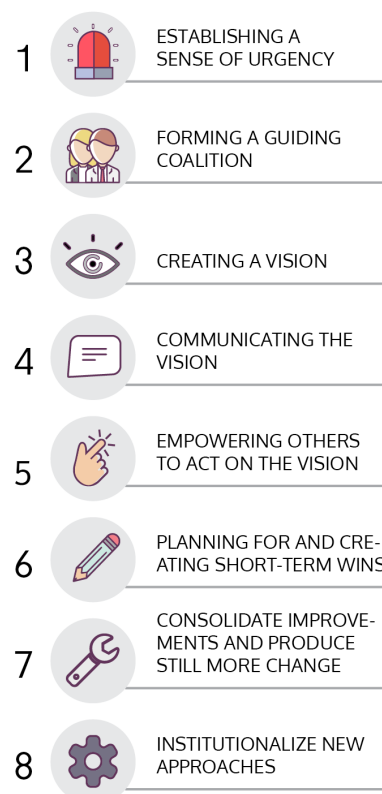 1
ESTABLISHING A
SENSE OF URGENCY
2
FORMING A GUIDING
COALITION
3
CREATING A VISION
4
COMMUNICATING THE
VISION
5
EMPOWERING OTHERS
TO ACT ON THE VISION
6
PLANNING FOR AND CRE-
ATING SHORT-TERM WINS
7
CONSOLIDATE IMPROVE-
MENTS AND PRODUCE
STILL MORE CHANGE
8
INSTITUTIONALIZE NEW
APPROACHES